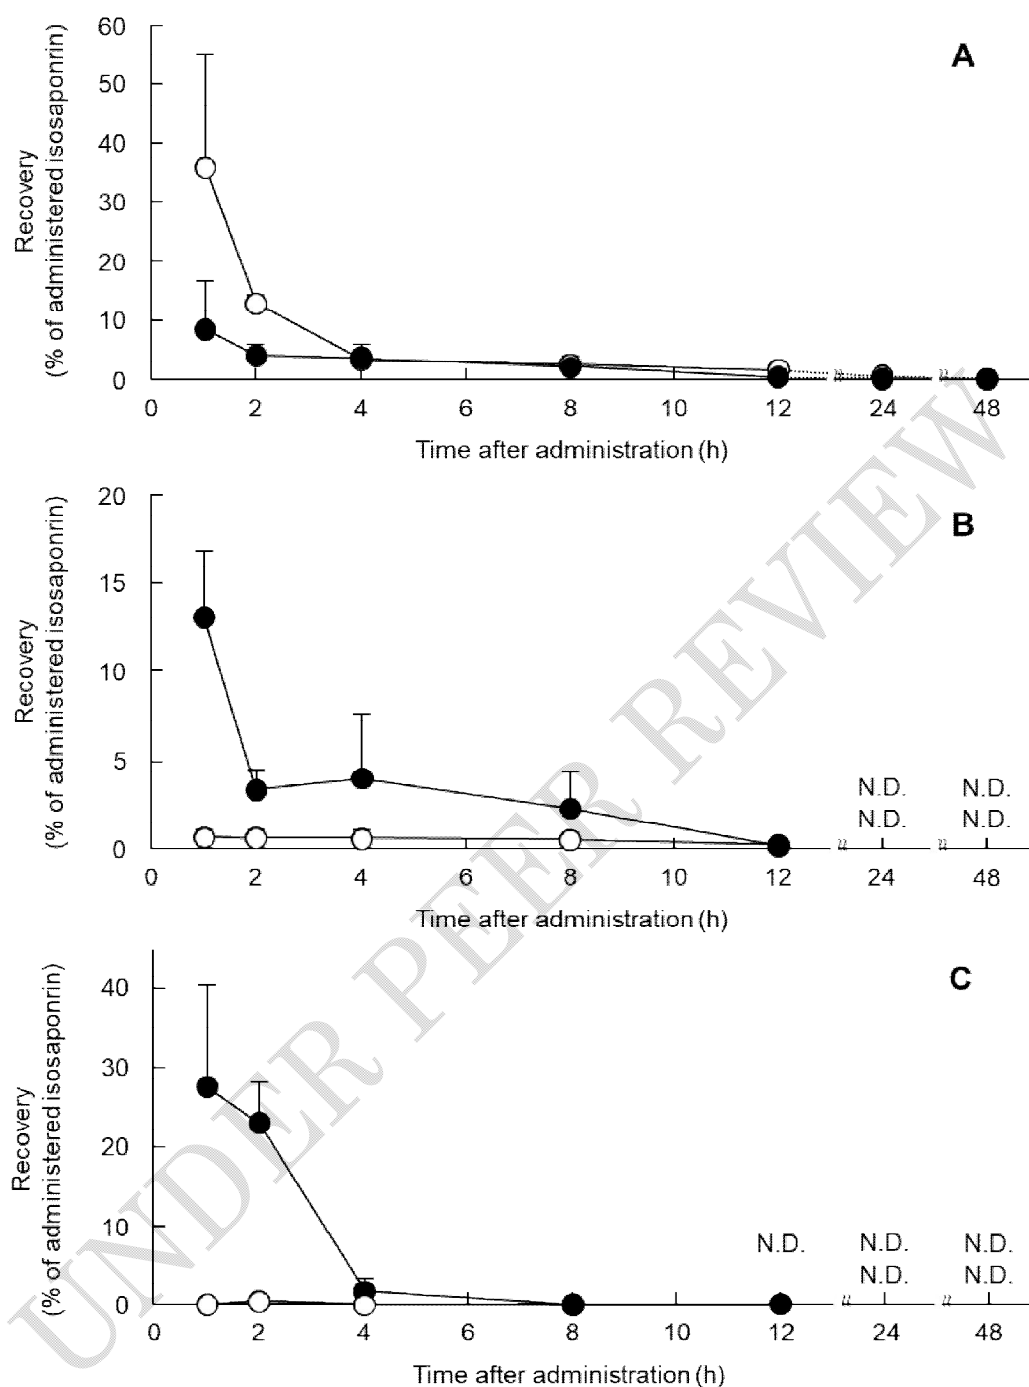 A
60
50
40
30
20
10
0
Recovery
(% of administered isosaponrin)
0 2 4 6 8 10 12 24 48
Time after administration (h)
B
20
15
10
5
0
Recovery
(% of administered isosaponrin)
N.D. N.D.
N.D. N.D.
0 2 4 6 8 10 12 24 48
Time after administration (h)
C
40
30
20
10
0
Recovery
(% of administered isosaponrin)
N.D. N.D. N.D.
N.D. N.D.
0 2 4 6 8 10 12 24 48
Time after administration (h)
UNDER PEER REVIEW